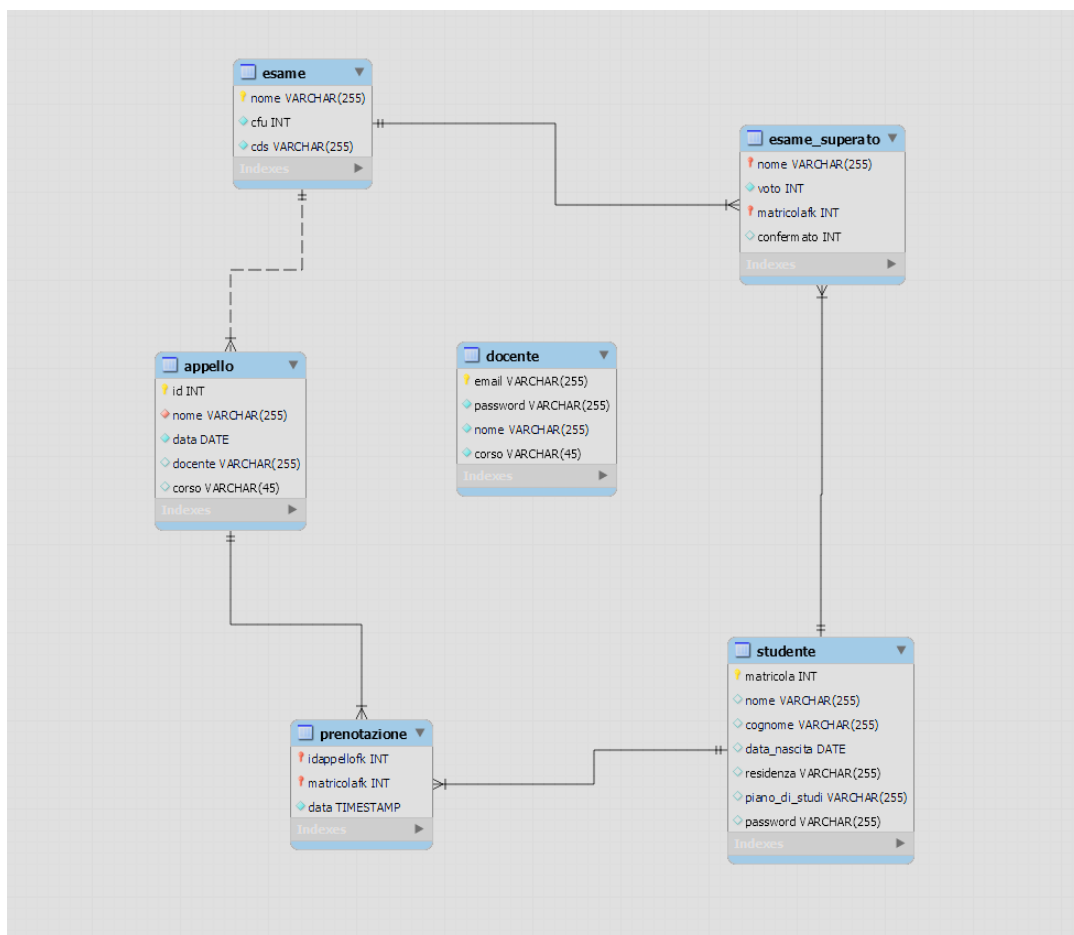 esame
nome VARCHAR(255)
cfu INT
cds VARCHAR(255)
Indexes
esame_superato
nome VARCHAR(255)
voto INT
matricolafk INT
confermato INT
Indexes
appello
id INT
nome VARCHAR(255)
data DATE
docente VARCHAR(255)
corso VARCHAR(45)
Indexes
docente
email VARCHAR(255)
password VARCHAR(255)
nome VARCHAR(255)
corso VARCHAR(45)
Indexes
studente
matricola INT
nome VARCHAR(255)
cognome VARCHAR(255)
data_nascita DATE
residenza VARCHAR(255)
piano_di_studi VARCHAR(255)
password VARCHAR(255)
Indexes
prenotazione
idappellofk INT
matricolafk INT
data TIMESTAMP
Indexes